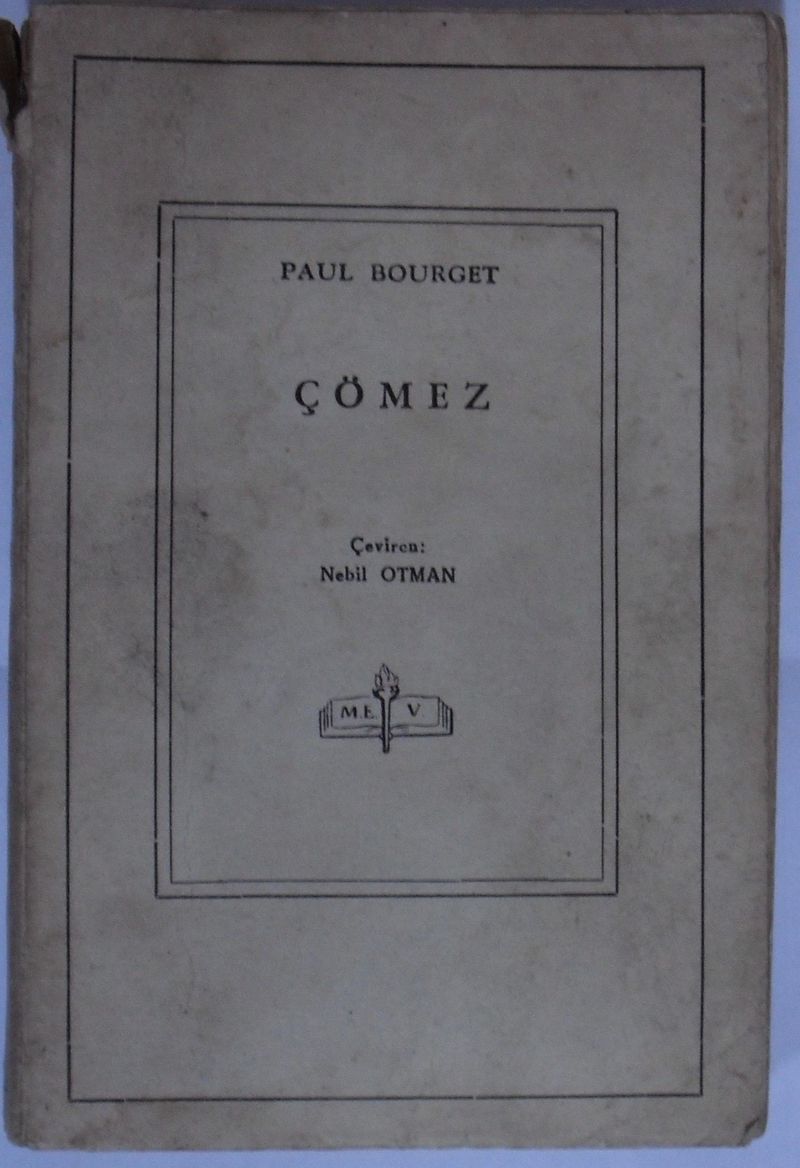 PAUL BOURGET
ÇÖMEZ
Çeviren:
Nebil OTMAN
M.E. V